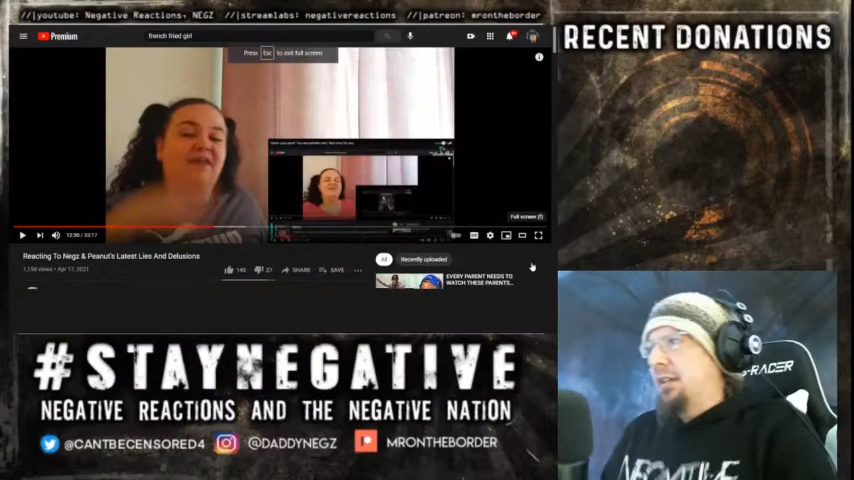 //|youtube: Negative Reactions, NEGZ //|streamlabs: negativereactions //|patreon: mrontheborder
Premium
french fried girl
Press Esc to exit full screen
Full screen (f)
12:30 / 33:17
Reacting To Negz & Peanut's Latest Lies And Delusions
1,158 views • Apr 17, 2021
145 27 SHARE SAVE
All Recently uploaded
EVERY PARENT NEEDS TO
WATCH THESE PARENTS...
RECENT DONATIONS
#STAYNEGATIVE
NEGATIVE REACTIONS AND THE NEGATIVE NATION
@CANTBECENSORED4 @DADDYNEGZ MRONTHEBORDER